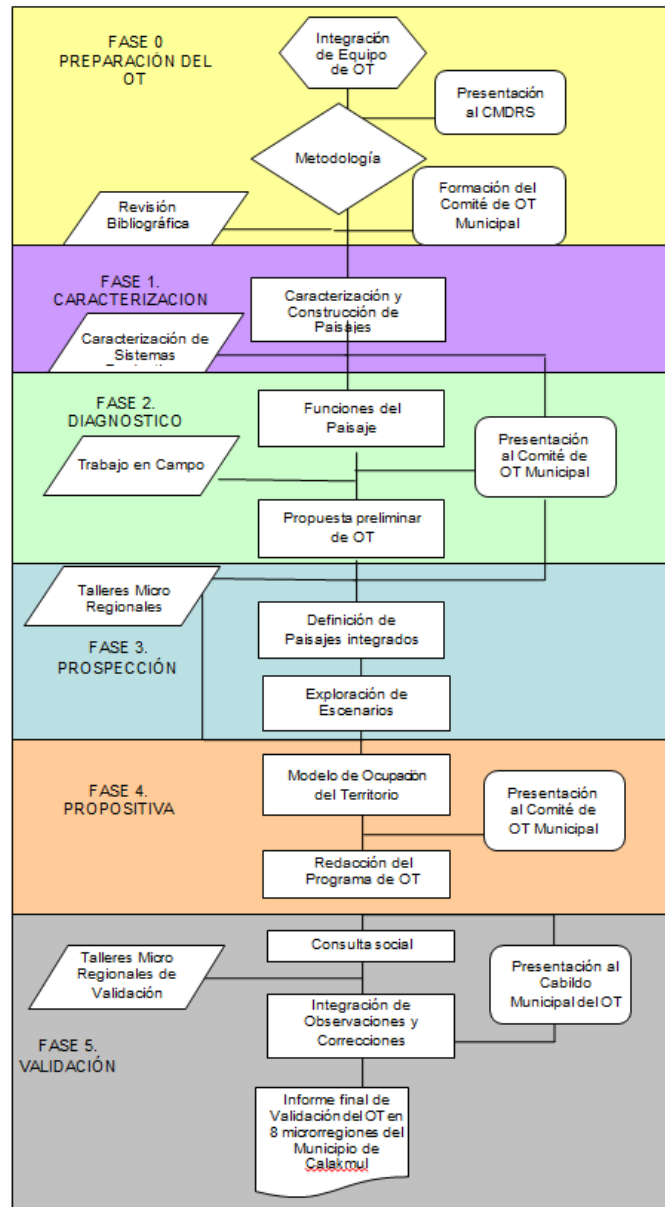 FASE 0
PREPARACIÓN DEL
OT
Integración
de Equipo
de OT
Presentación
al CMDRS
Metodología
Revisión
Bibliográfica
Formación del
Comité de OT
Municipal
FASE 1.
CARACTERIZACION
Caracterización y
Construcción de
Paisajes
Caracterización de
Sistemas
FASE 2.
DIAGNOSTICO
Funciones del
Paisaje
Presentación
al Comité de
OT Municipal
Trabajo en Campo
Propuesta preliminar
de OT
Talleres Micro
Regionales
FASE 3.
PROSPECCIÓN
Definición de
Paisajes integrados
Exploración de
Escenarios
FASE 4.
PROPOSITIVA
Modelo de Ocupación
del Territorio
Presentación
al Comité de
OT Municipal
Redacción del
Programa de OT
Consulta social
Talleres Micro
Regionales de
Validación
Presentación al
Cabildo
Municipal del OT
FASE 5.
VALIDACIÓN
Integración de
Observaciones y
Correcciones
Informe final de
Validación del OT en
8 microrregiones del
Municipio de
Calakmul